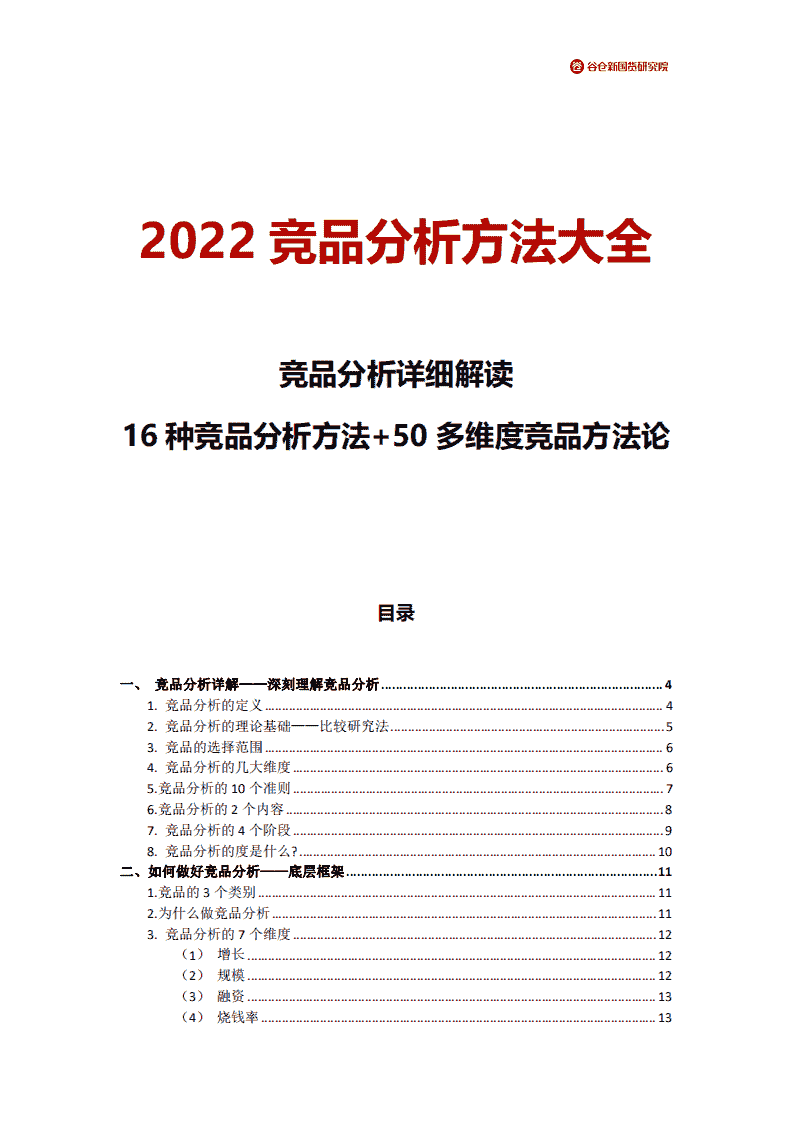 谷仓新国货研究院
2022 竞品分析方法大全
竞品分析详细解读
16 种竞品分析方法+50 多维度竞品方法论
目录
一、 竞品分析详解——深刻理解竞品分析 4
1. 竞品分析的定义 4
2. 竞品分析的理论基础——比较研究法 5
3. 竞品的选择范围 6
4. 竞品分析的几大维度 6
5.竞品分析的 10 个准则 7
6.竞品分析的 2 个内容 8
7. 竞品分析的 4 个阶段 9
8. 竞品分析的度是什么? 10
二、如何做好竞品分析——底层框架 11
1.竞品的 3 个类别 11
2.为什么做竞品分析 11
3. 竞品分析的 7 个维度 12
（1） 增长 12
（2） 规模 12
（3） 融资 13
（4） 烧钱率 13